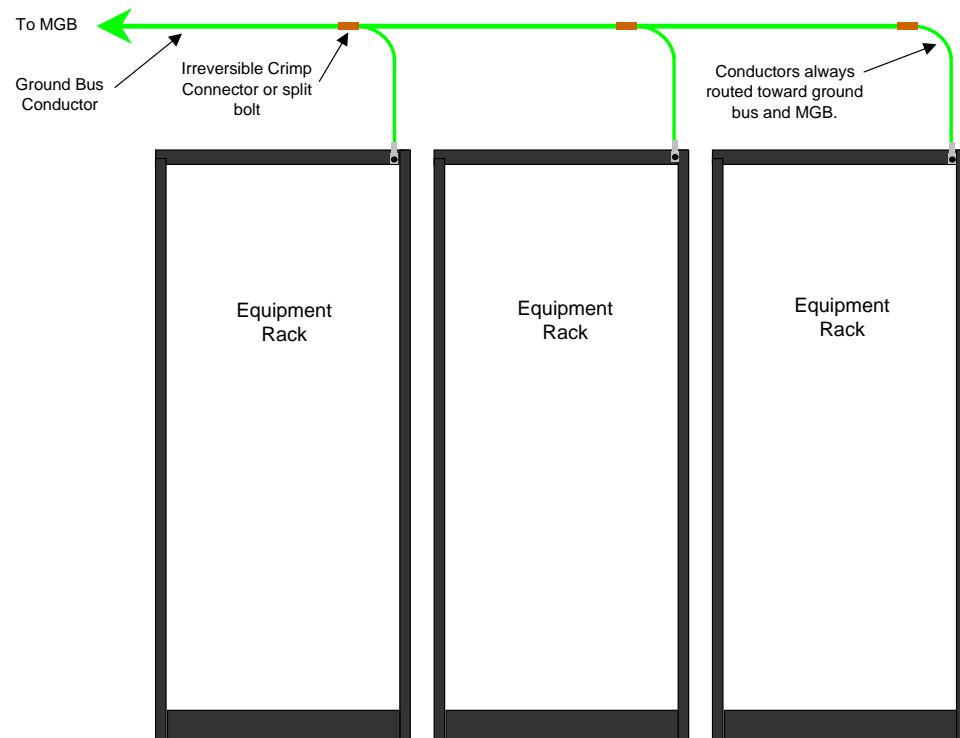 To MGB
Ground Bus
Conductor
Irreversible Crimp
Connector or split
bolt
Conductors always
routed toward ground
bus and MGB.
Equipment
Rack
Equipment
Rack
Equipment
Rack